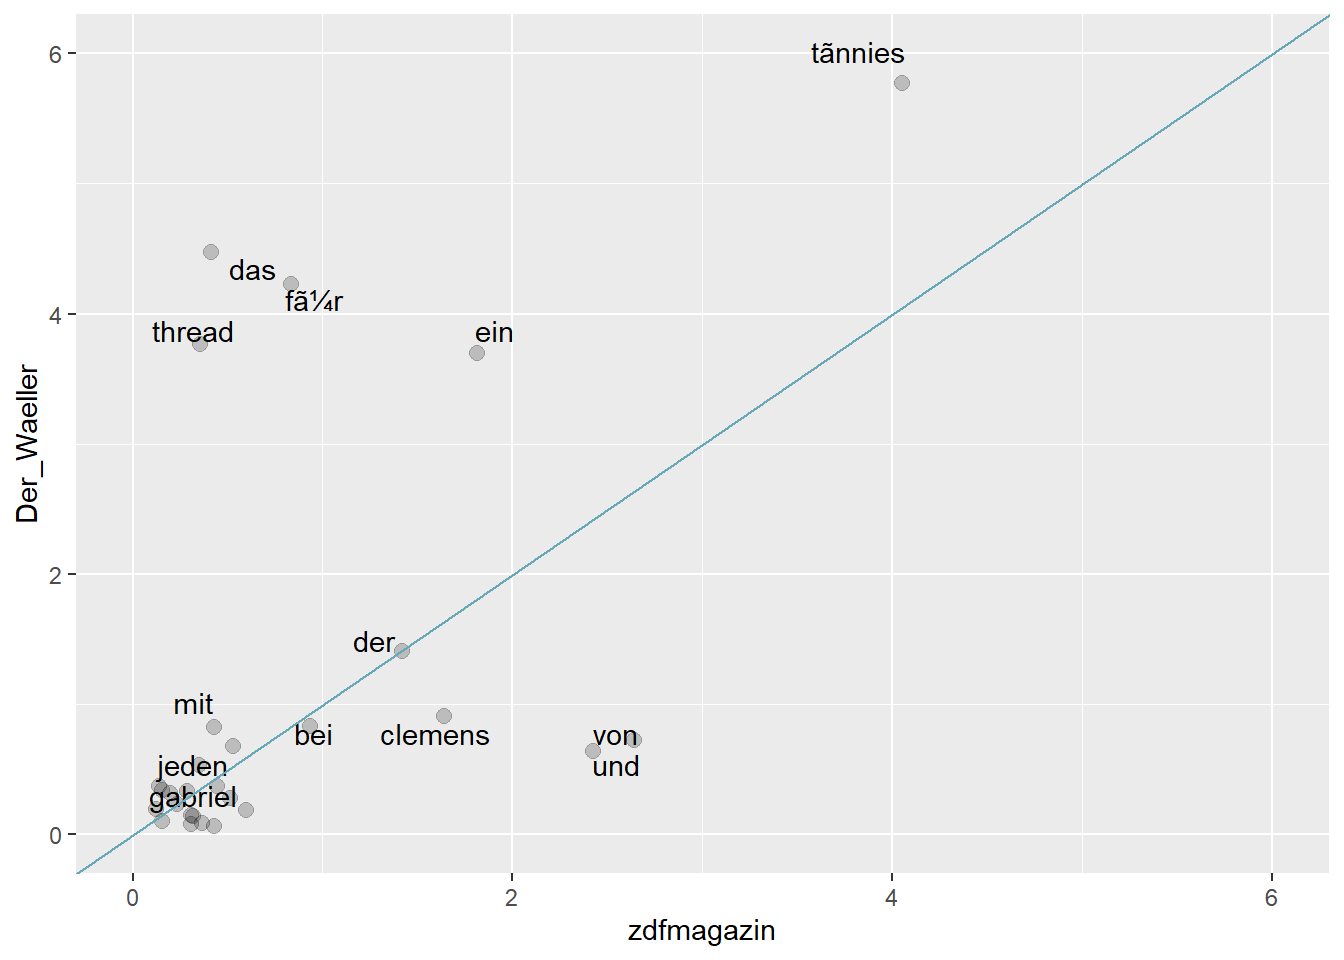 6
tãnnies
das
fã¼r
4
thread
ein
Der_Waeller
2
der
mit
bei
clemens
von
und
jeden
gabriel
0
0
2
4
6
zdfmagazin